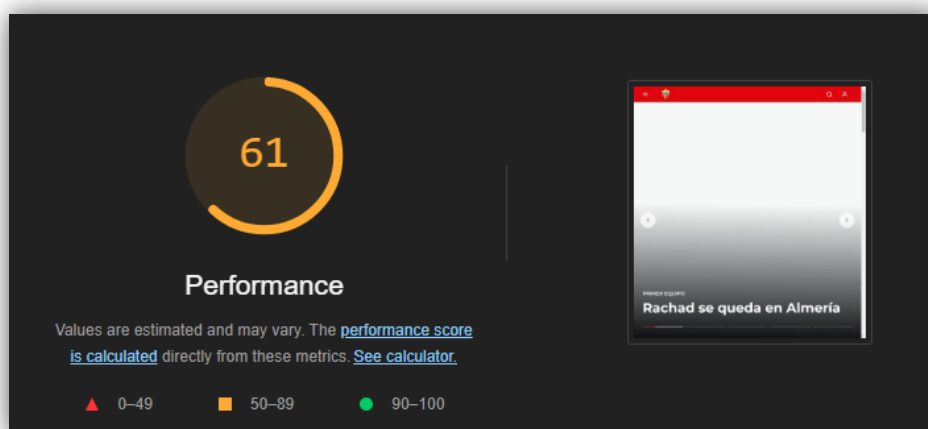 61
Performance
Values are estimated and may vary. The performance score
is calculated directly from these metrics. See calculator.
0–49
50–89
90–100
PRIMER EQUIPO
Rachad se queda en Almería